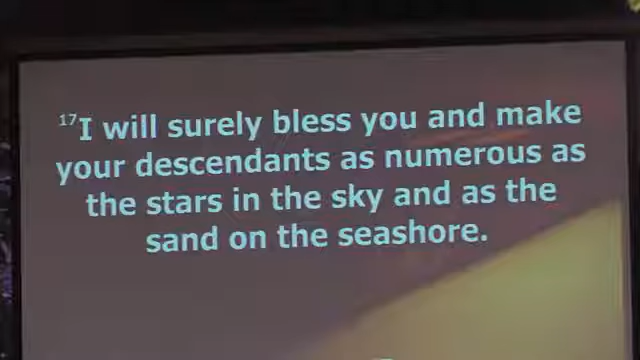 ¹⁷I will surely bless you and make
your descendants as numerous as
the stars in the sky and as the
sand on the seashore.